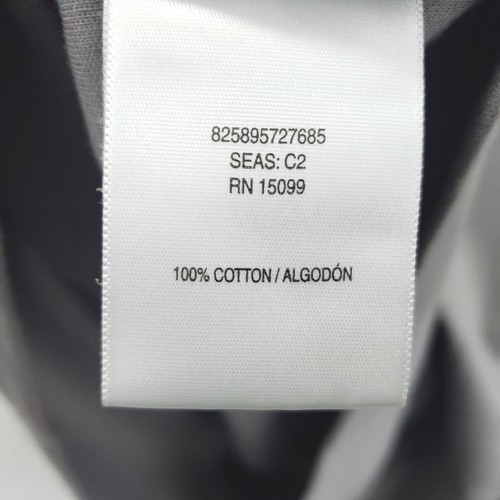 825895727685
SEAS: C2
RN 15099
100% COTTON / ALGODÓN